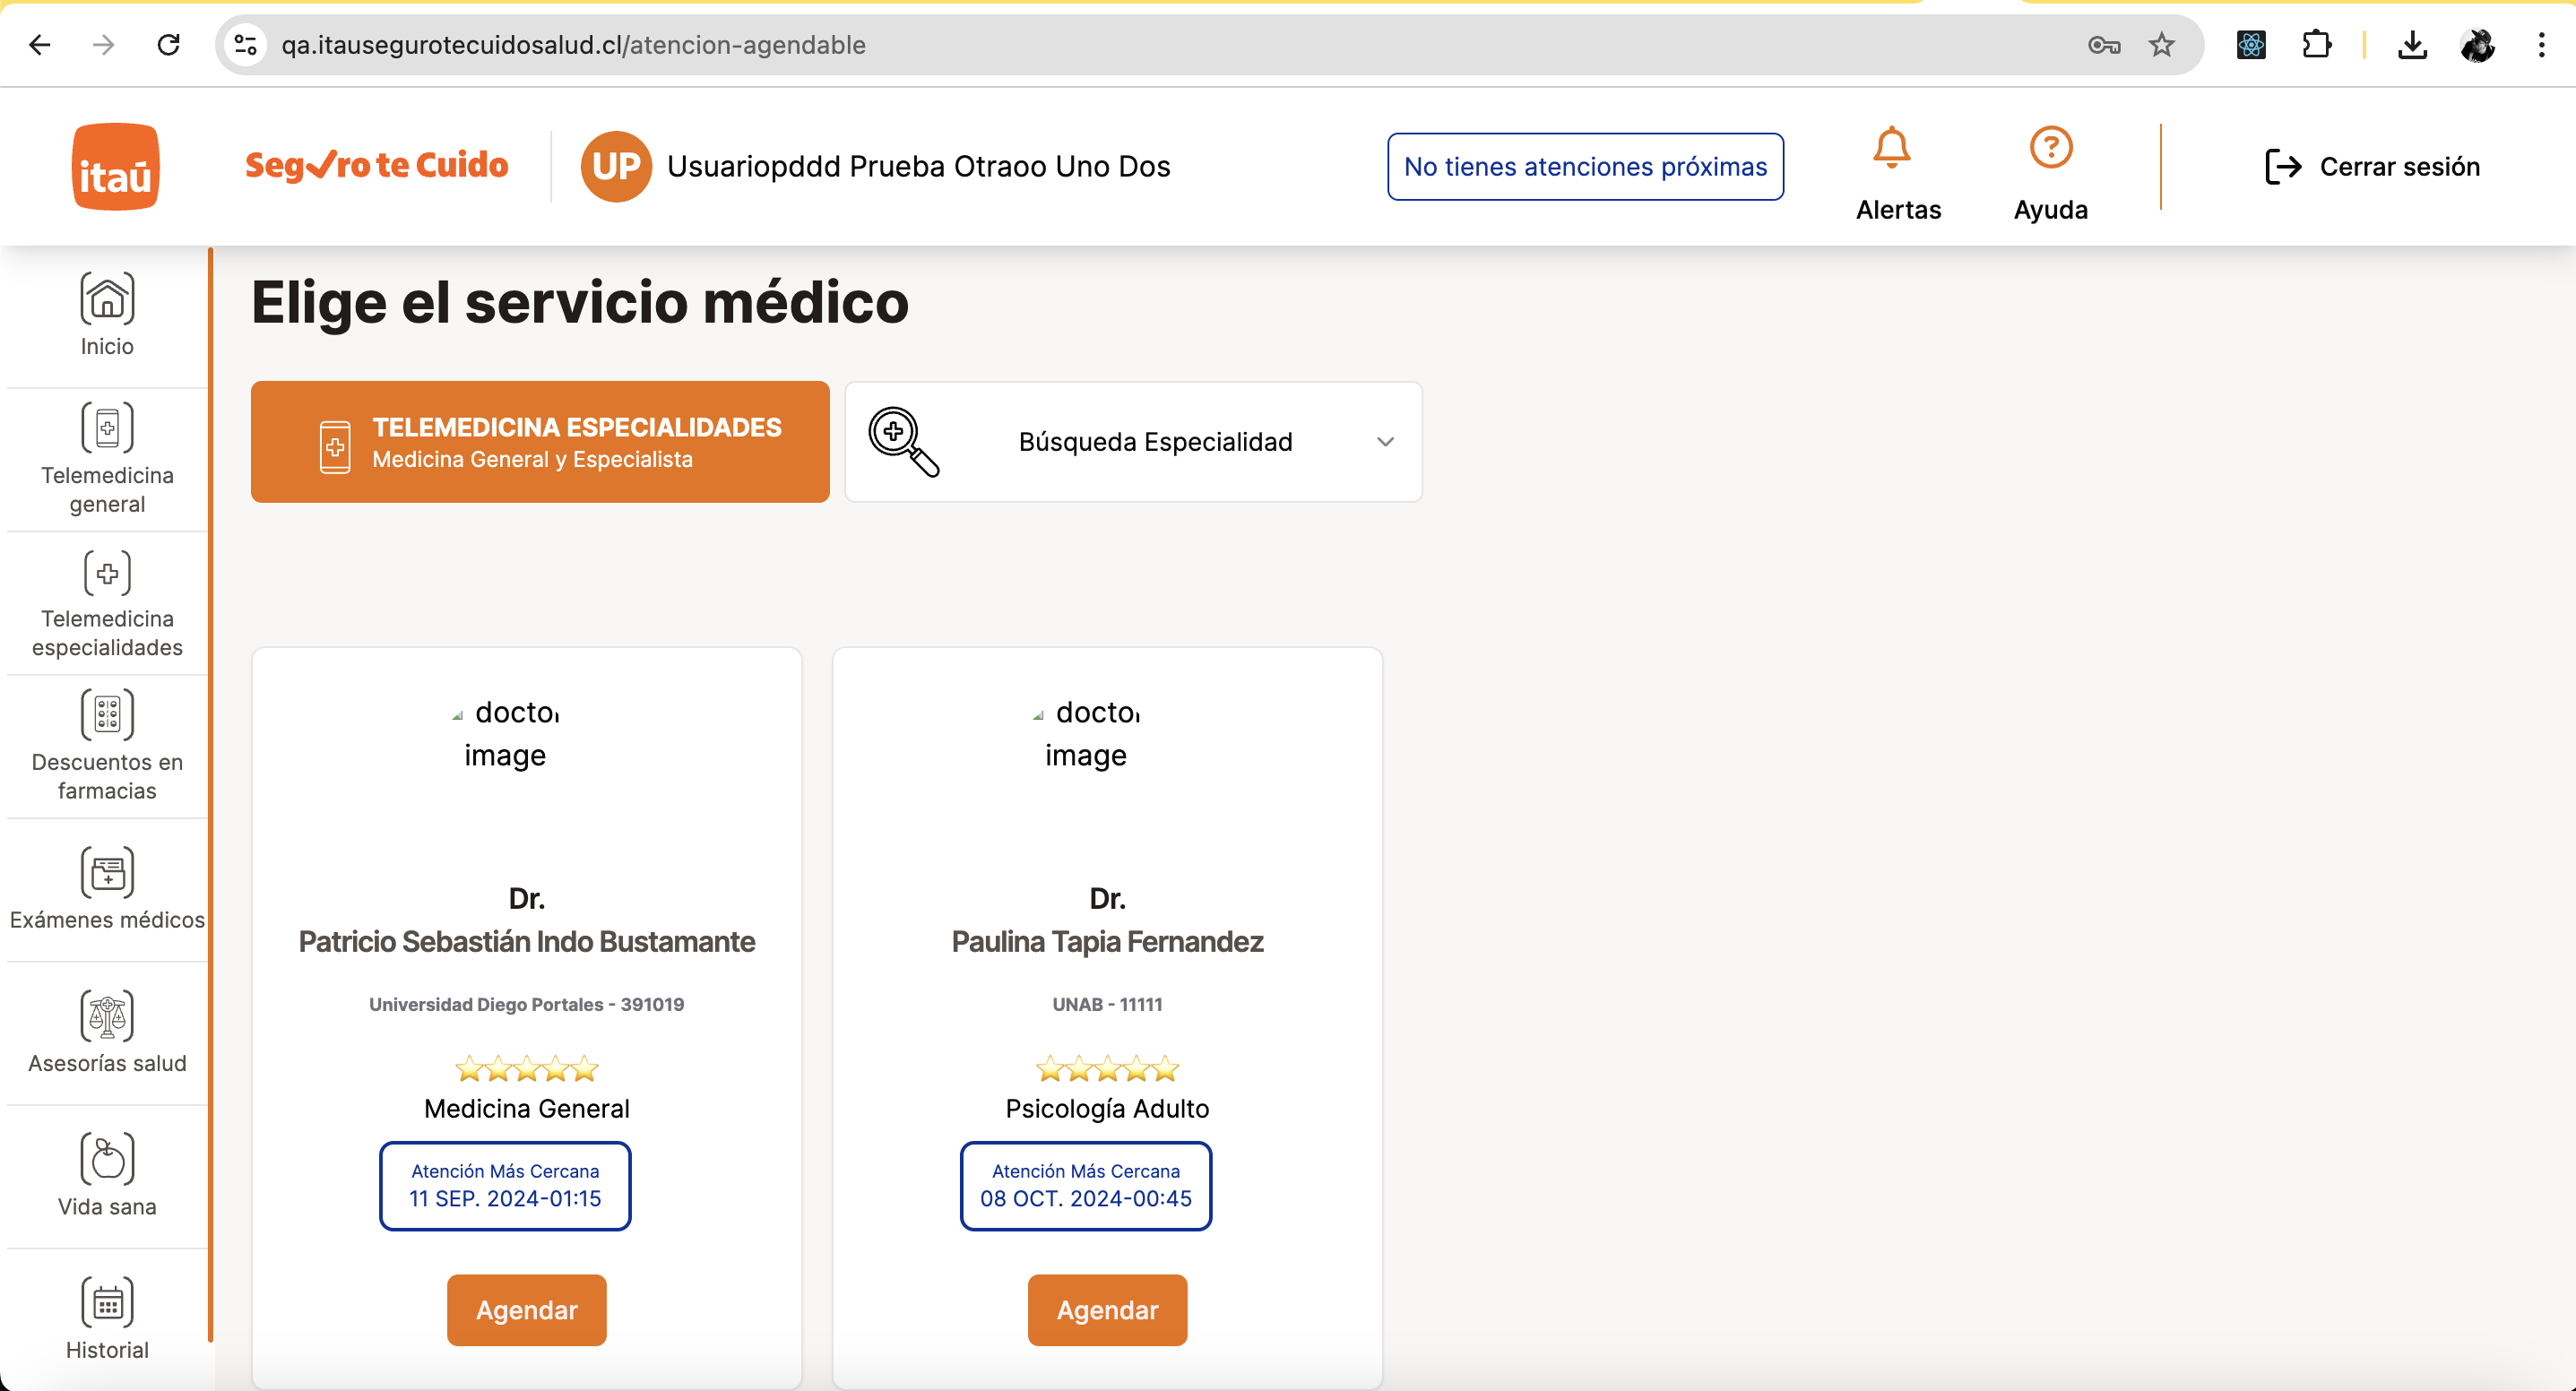 qa.itausegurotecuidosalud.cl/atencion-agendable
itaú
Seguro te Cuido
UP
Usuariopddd Prueba Otraoo Uno Dos
No tienes atenciones próximas
Alertas
Ayuda
Cerrar sesión
Inicio
Telemedicina
general
Telemedicina
especialidades
Descuentos en
farmacias
Exámenes médicos
Asesorías salud
Vida sana
Historial
Elige el servicio médico
TELEMEDICINA ESPECIALIDADES
Medicina General y Especialista
Búsqueda Especialidad
doctor
image
Dr.
Patricio Sebastián Indo Bustamante
Universidad Diego Portales - 391019
Medicina General
Atención Más Cercana
11 SEP. 2024-01:15
Agendar
doctor
image
Dr.
Paulina Tapia Fernandez
UNAB - 11111
Psicología Adulto
Atención Más Cercana
08 OCT. 2024-00:45
Agendar